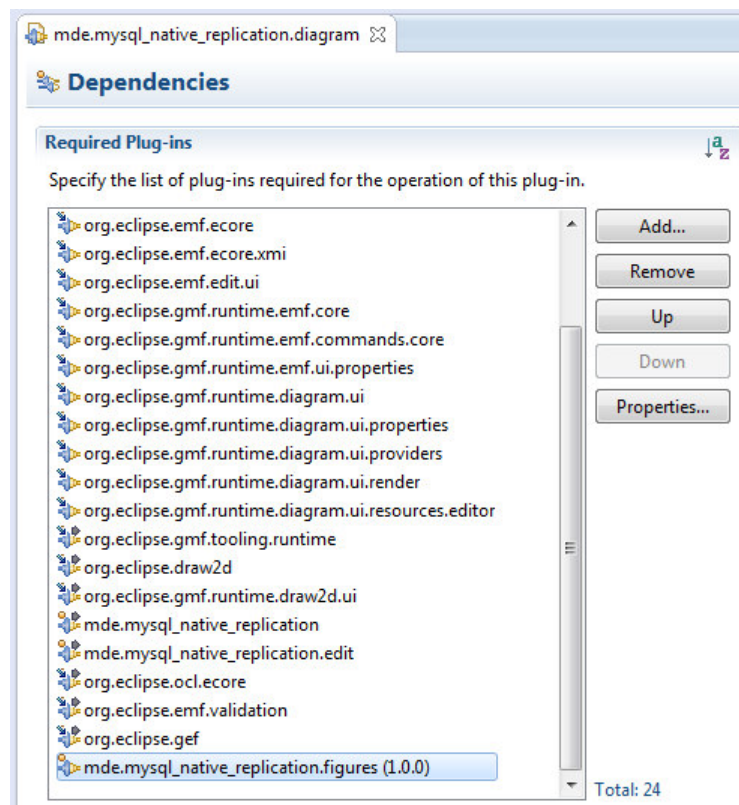 mde.mysql_native_replication.diagram
Dependencies
Required Plug-ins
a
z
Specify the list of plug-ins required for the operation of this plug-in.
org.eclipse.emf.ecore
org.eclipse.emf.ecore.xmi
org.eclipse.emf.edit.ui
org.eclipse.gmf.runtime.emf.core
org.eclipse.gmf.runtime.emf.commands.core
org.eclipse.gmf.runtime.emf.ui.properties
org.eclipse.gmf.runtime.diagram.ui
org.eclipse.gmf.runtime.diagram.ui.properties
org.eclipse.gmf.runtime.diagram.ui.providers
org.eclipse.gmf.runtime.diagram.ui.render
org.eclipse.gmf.runtime.diagram.ui.resources.editor
org.eclipse.gmf.tooling.runtime
org.eclipse.draw2d
org.eclipse.gmf.runtime.draw2d.ui
mde.mysql_native_replication
mde.mysql_native_replication.edit
org.eclipse.ocl.ecore
org.eclipse.emf.validation
org.eclipse.gef
mde.mysql_native_replication.figures (1.0.0)
Add...
Remove
Up
Down
Properties...
Total: 24